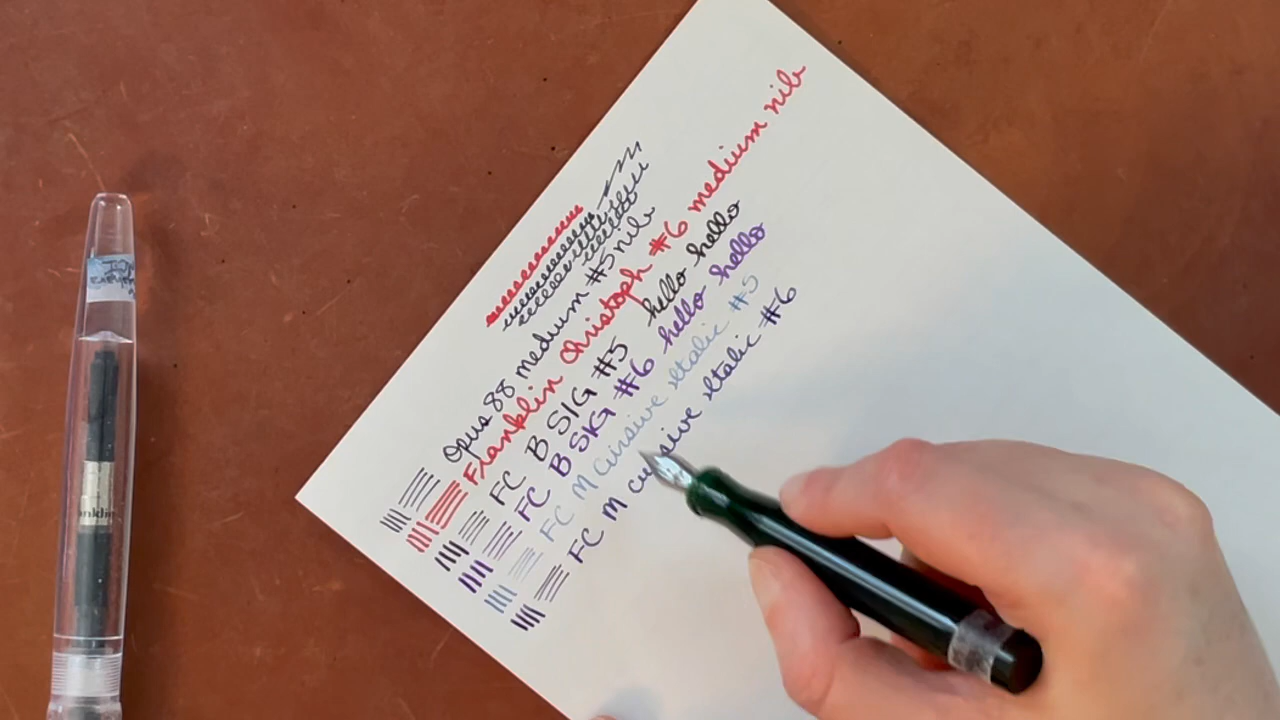 Opus 88 medium #5 nib
Franklin Christoph #6 medium nib
FC B SIG #5 hello hello
FC B SIG #6 hello hello
FC M Cursive italic #5
FC M cursive italic #6
nklin